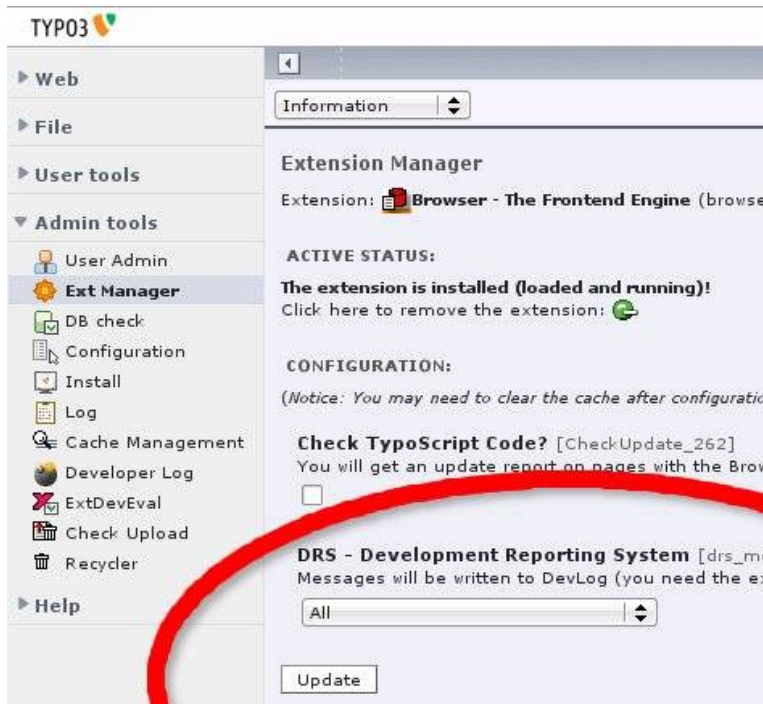 TYPO3
Web
File
User tools
Admin tools
User Admin
Ext Manager
DB check
Configuration
Install
Log
Cache Management
Developer Log
ExtDevEval
Check Upload
Recycler
Help
Information
Extension Manager
Extension: Browser - The Frontend Engine (browse
ACTIVE STATUS:
The extension is installed (loaded and running)!
Click here to remove the extension:
CONFIGURATION:
(Notice: You may need to clear the cache after configuratio
Check TypoScript Code? [CheckUpdate_262]
You will get an update report on pages with the Brow
DRS - Development Reporting System [drs_m
Messages will be written to DevLog (you need the e
All
Update